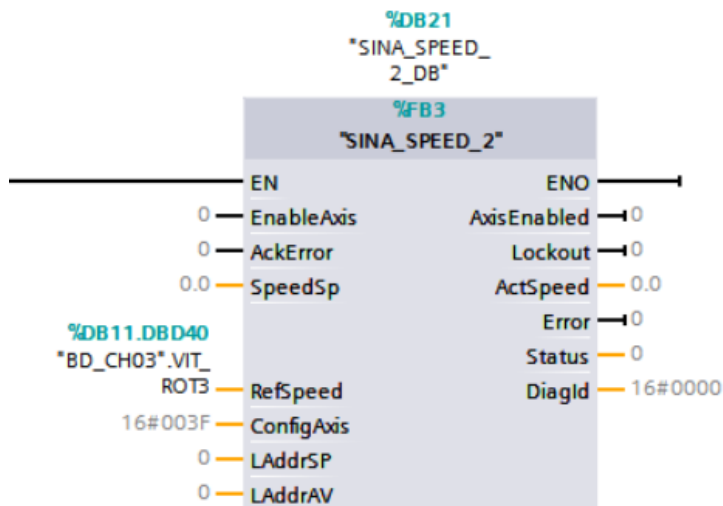 %DB21
"SINA_SPEED_
2_DB"
%FB3
"SINA_SPEED_2"
EN ENO
0 EnableAxis AxisEnabled 0
0 AckError Lockout 0
0.0 SpeedSp ActSpeed 0.0
Error 0
%DB11.DBD40
"BD_CH03".VIT_
Status 0
ROT3 RefSpeed DiagId 16#0000
16#003F ConfigAxis
0 LAddrSP
0 LAddrAV